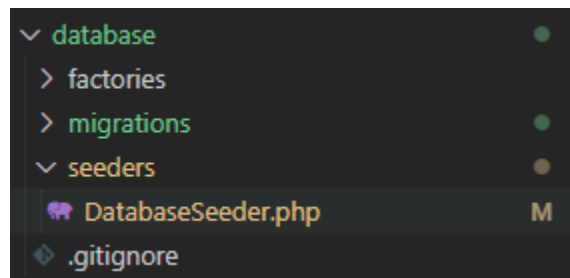 database
factories
migrations
seeders
DatabaseSeeder.php M
.gitignore